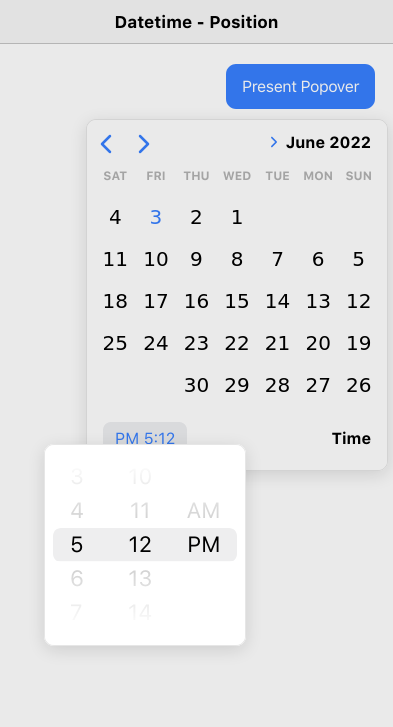 Datetime - Position
Present Popover
June 2022
SAT FRI THU WED TUE MON SUN
4 3 2 1
11 10 9 8 7 6 5
18 17 16 15 14 13 12
25 24 23 22 21 20 19
30 29 28 27 26
PM 5:12 Time
3 10
4 11 AM
5 12 PM
6 13
7 14